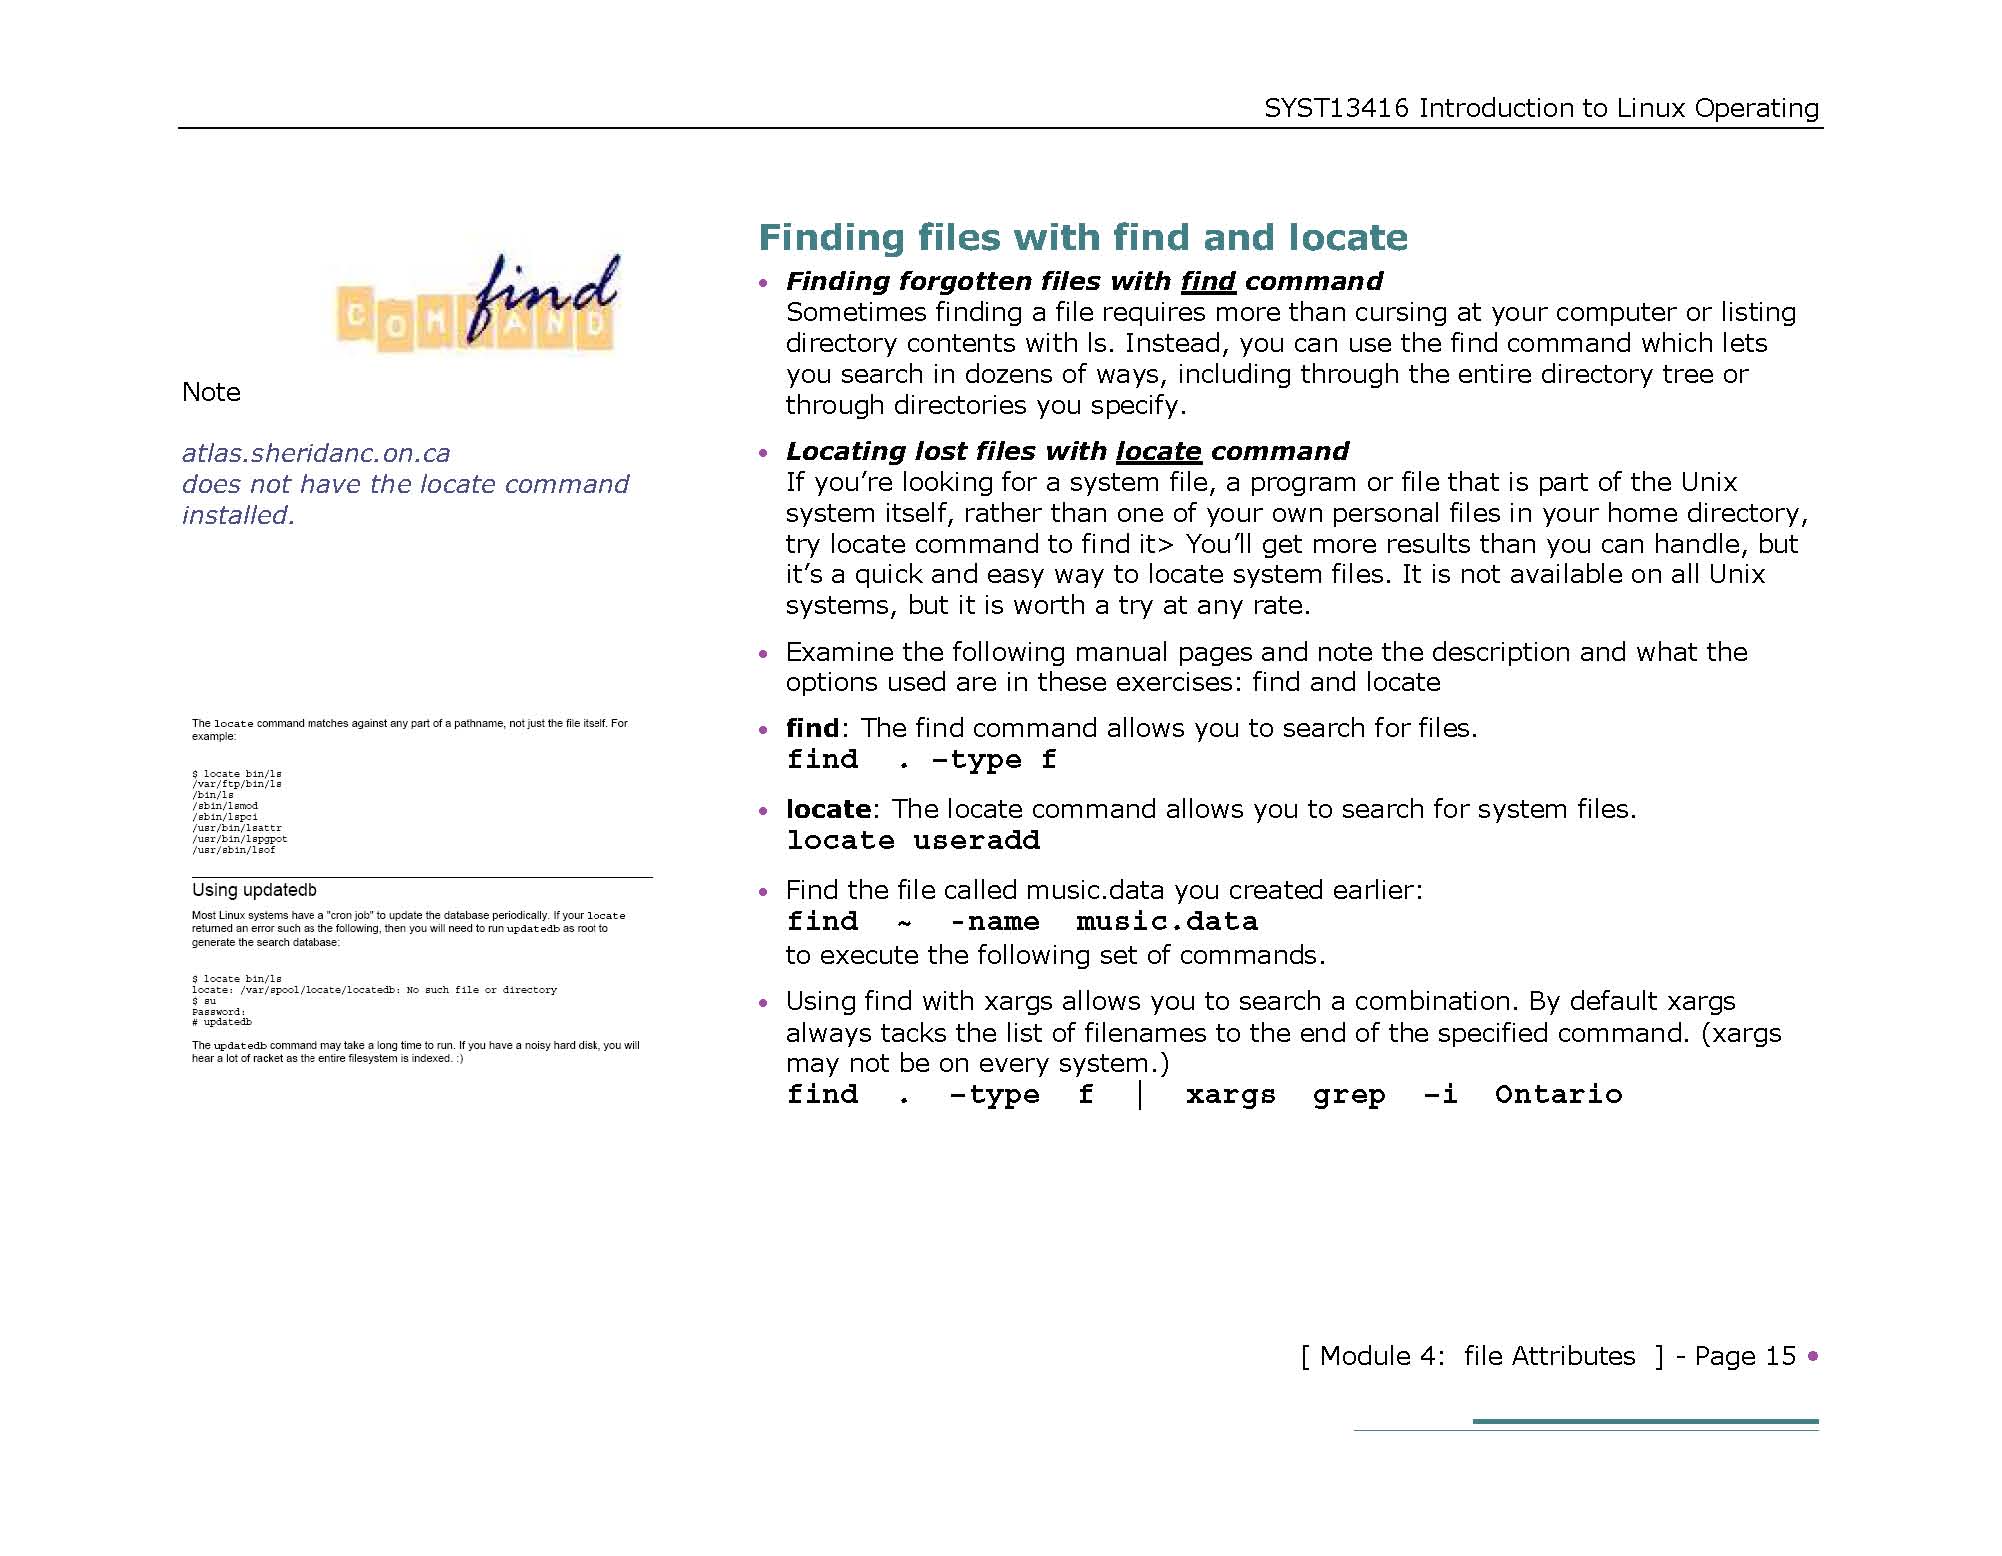 SYST13416 Introduction to Linux Operating
COMMAND
find
Note
atlas.sheridanc.on.ca
does not have the locate command
installed.
The locate command matches against any part of a pathname, not just the file itself. For
example:
$ locate bin/ls
/var/ftp/bin/ls
/bin/ls
/sbin/lsmod
/sbin/lspci
/usr/bin/lsattr
/usr/bin/lspgpot
/usr/sbin/lsof
Using updatedb
Most Linux systems have a "cron job" to update the database periodically. If your locate
returned an error such as the following, then you will need to run updatedb as root to
generate the search database:
$ locate bin/ls
locate: /var/spool/locate/locatedb: No such file or directory
$ su
Password:
# updatedb
The updatedb command may take a long time to run. If you have a noisy hard disk, you will
hear a lot of racket as the entire filesystem is indexed. :)
Finding files with find and locate
• Finding forgotten files with find command
Sometimes finding a file requires more than cursing at your computer or listing
directory contents with ls. Instead, you can use the find command which lets
you search in dozens of ways, including through the entire directory tree or
through directories you specify.
• Locating lost files with locate command
If you’re looking for a system file, a program or file that is part of the Unix
system itself, rather than one of your own personal files in your home directory,
try locate command to find it> You’ll get more results than you can handle, but
it’s a quick and easy way to locate system files. It is not available on all Unix
systems, but it is worth a try at any rate.
• Examine the following manual pages and note the description and what the
options used are in these exercises: find and locate
• find: The find command allows you to search for files.
find . –type f
• locate: The locate command allows you to search for system files.
locate useradd
• Find the file called music.data you created earlier:
find ~ -name music.data
to execute the following set of commands.
• Using find with xargs allows you to search a combination. By default xargs
always tacks the list of filenames to the end of the specified command. (xargs
may not be on every system.)
find . –type f | xargs grep –i Ontario
[ Module 4: file Attributes ] - Page 15 •